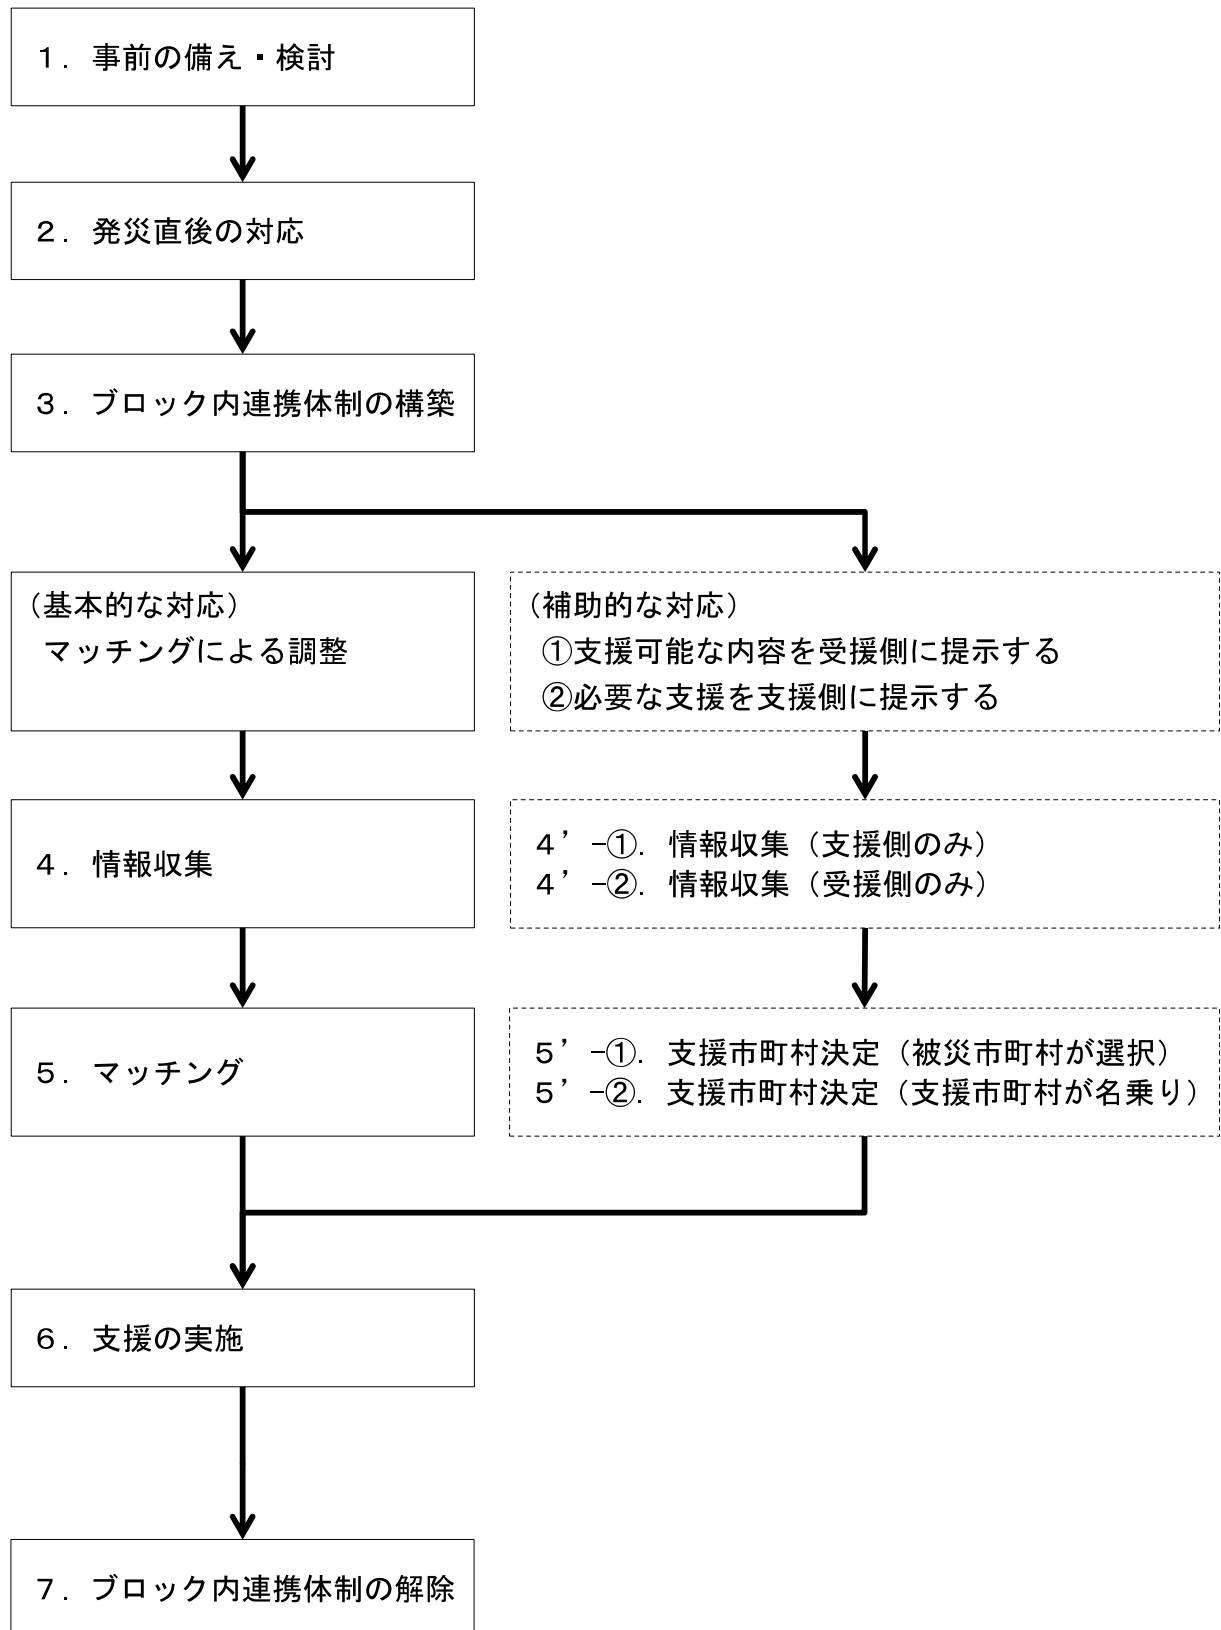 １．事前の備え・検討
２．発災直後の対応
３．ブロック内連携体制の構築
（基本的な対応）
マッチングによる調整
（補助的な対応）
①支援可能な内容を受援側に提示する
②必要な支援を支援側に提示する
４．情報収集
４’－①．情報収集（支援側のみ）
４’－②．情報収集（受援側のみ）
５．マッチング
５’－①．支援市町村決定（被災市町村が選択）
５’－②．支援市町村決定（支援市町村が名乗り）
６．支援の実施
７．ブロック内連携体制の解除